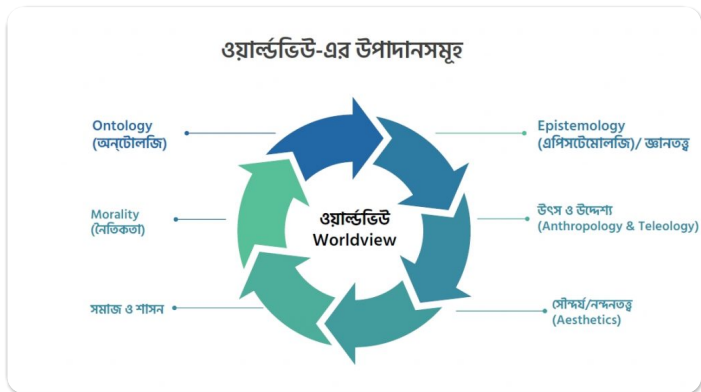 ওয়ার্ল্ডভিউ-এর উপাদানসমূহ
Ontology
(অন্টোলজি)
Epistemology
(এপিসটেমোলজি)/ জ্ঞানতত্ত্ব
Morality
(নৈতিকতা)
ওয়ার্ল্ডভিউ
Worldview
উৎস ও উদ্দেশ্য
(Anthropology & Teleology)
সমাজ ও শাসন
সৌন্দর্য/নন্দনতত্ত্ব
(Aesthetics)